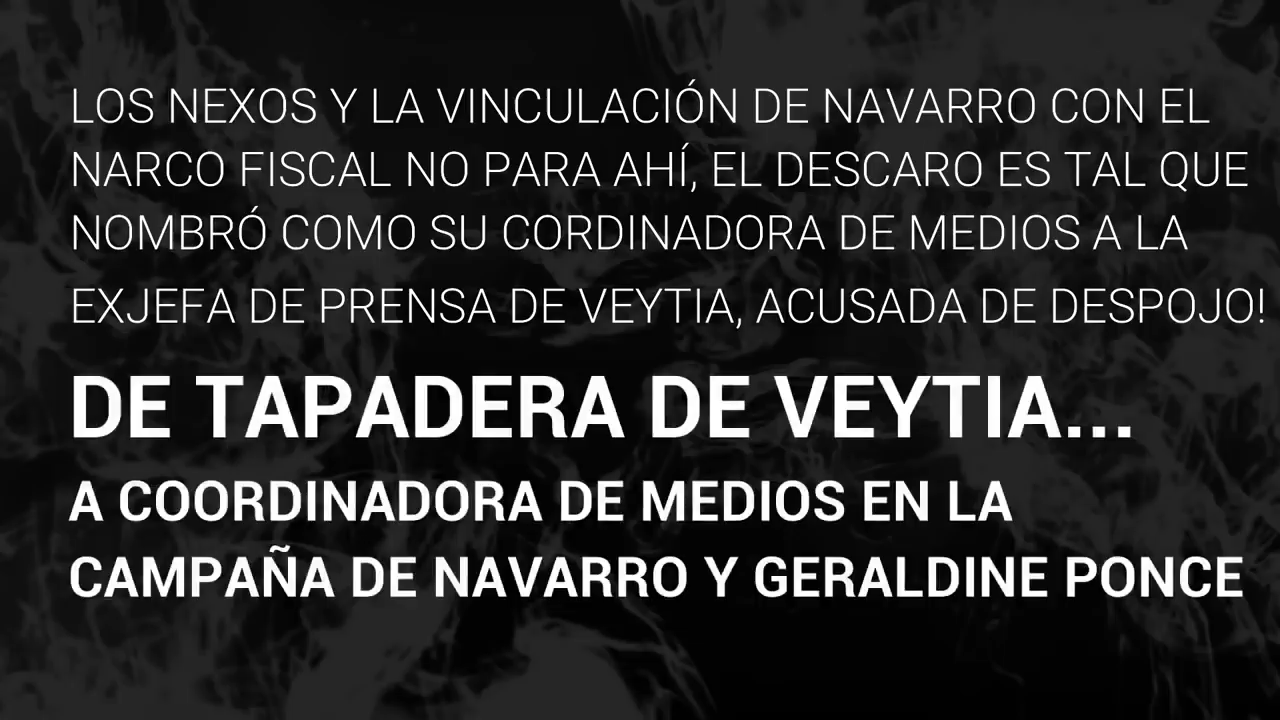 LOS NEXOS Y LA VINCULACIÓN DE NAVARRO CON EL
NARCO FISCAL NO PARA AHÍ, EL DESCARO ES TAL QUE
NOMBRÓ COMO SU CORDINADORA DE MEDIOS A LA
EXJEFA DE PRENSA DE VEYTIA, ACUSADA DE DESPOJO!
DE TAPADERA DE VEYTIA...
A COORDINADORA DE MEDIOS EN LA
CAMPAÑA DE NAVARRO Y GERALDINE PONCE